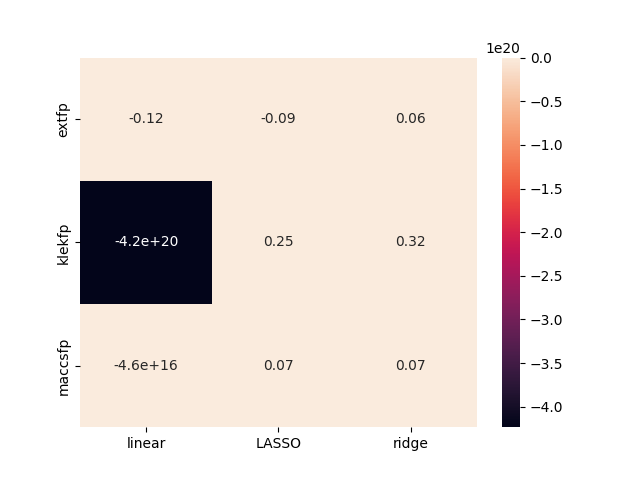 1e20
extfp
-0.12
-0.09
0.06
klekfp
-4.2e+20
0.25
0.32
maccsfp
-4.6e+16
0.07
0.07
linear
LASSO
ridge
0.0
−0.5
−1.0
−1.5
−2.0
−2.5
−3.0
−3.5
−4.0